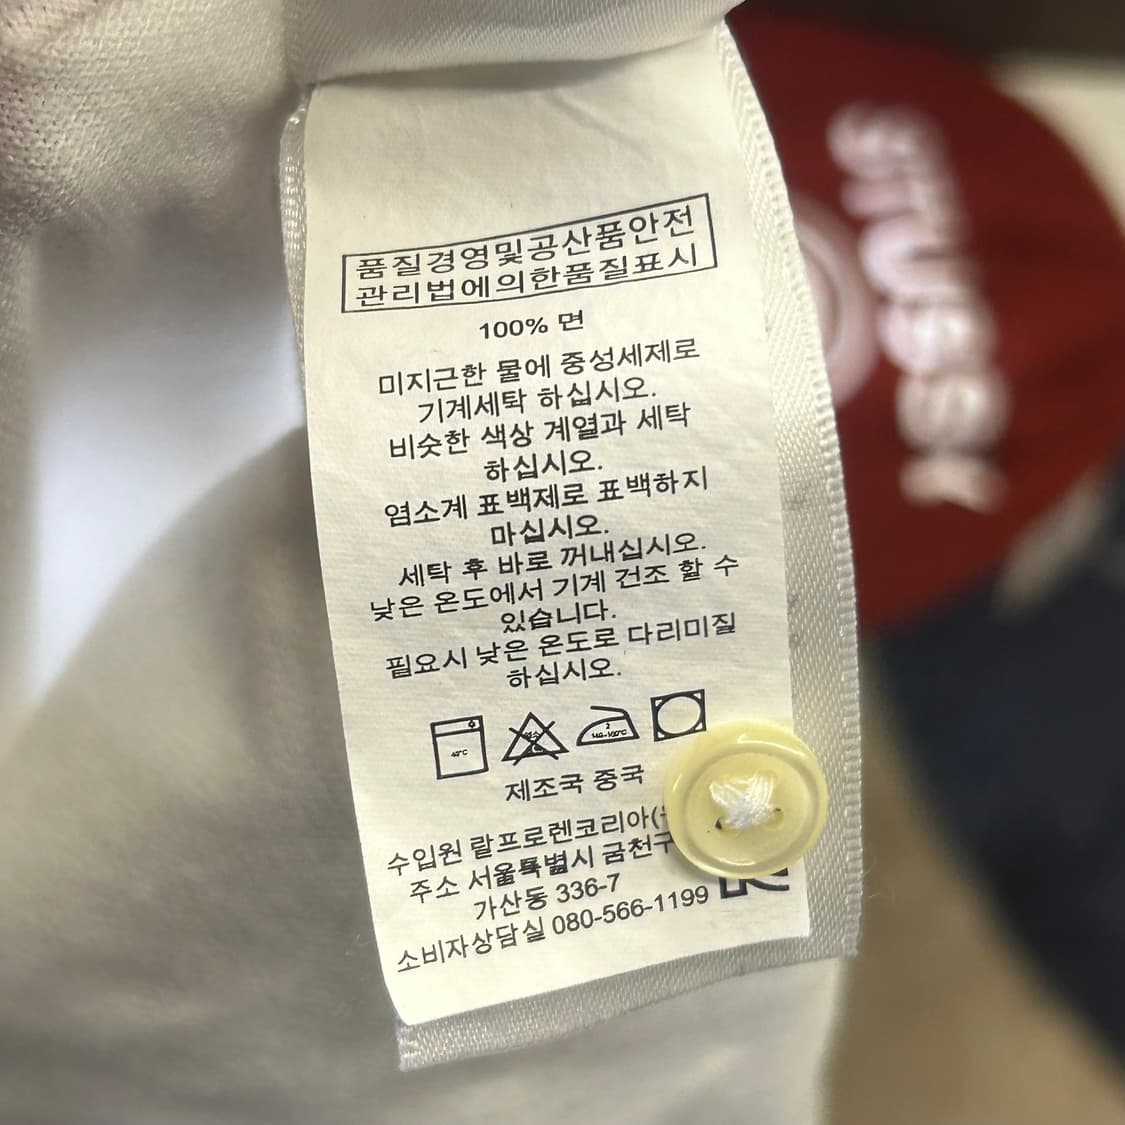 품질경영및공산품안전
관리법에의한품질표시
100% 면
미지근한 물에 중성세제로
기계세탁 하십시오.
비슷한 색상 계열과 세탁
하십시오.
염소계 표백제로 표백하지
마십시오.
세탁 후 바로 꺼내십시오.
낮은 온도에서 기계 건조 할 수
있습니다.
필요시 낮은 온도로 다리미질
하십시오.
40°C
제조국 중국
수입원 랄프로렌코리아(
주소 서울특별시 금천구
가산동 336-7
소비자상담실 080-566-1199
STUSSY